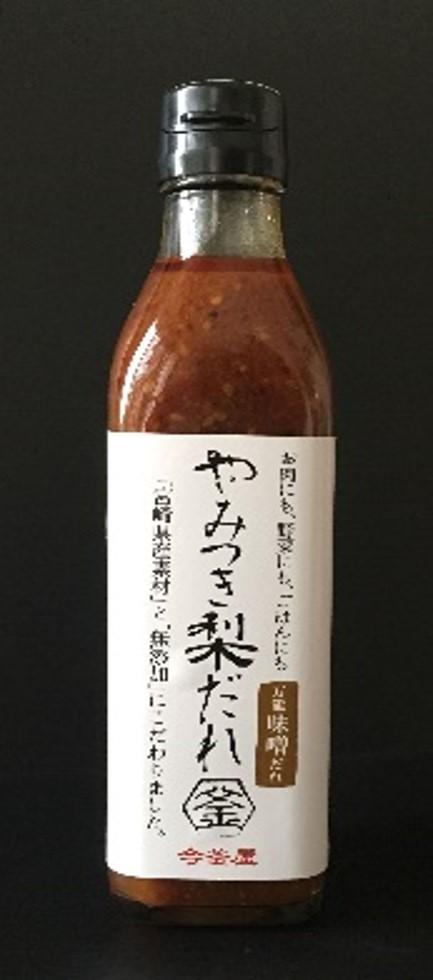 お肉にも、野菜にも、ごはんにも
万能味噌だれ
やみつき梨だれ
釜
「宮崎県産素材」と「無添加」にこだわりました。
今釜屋